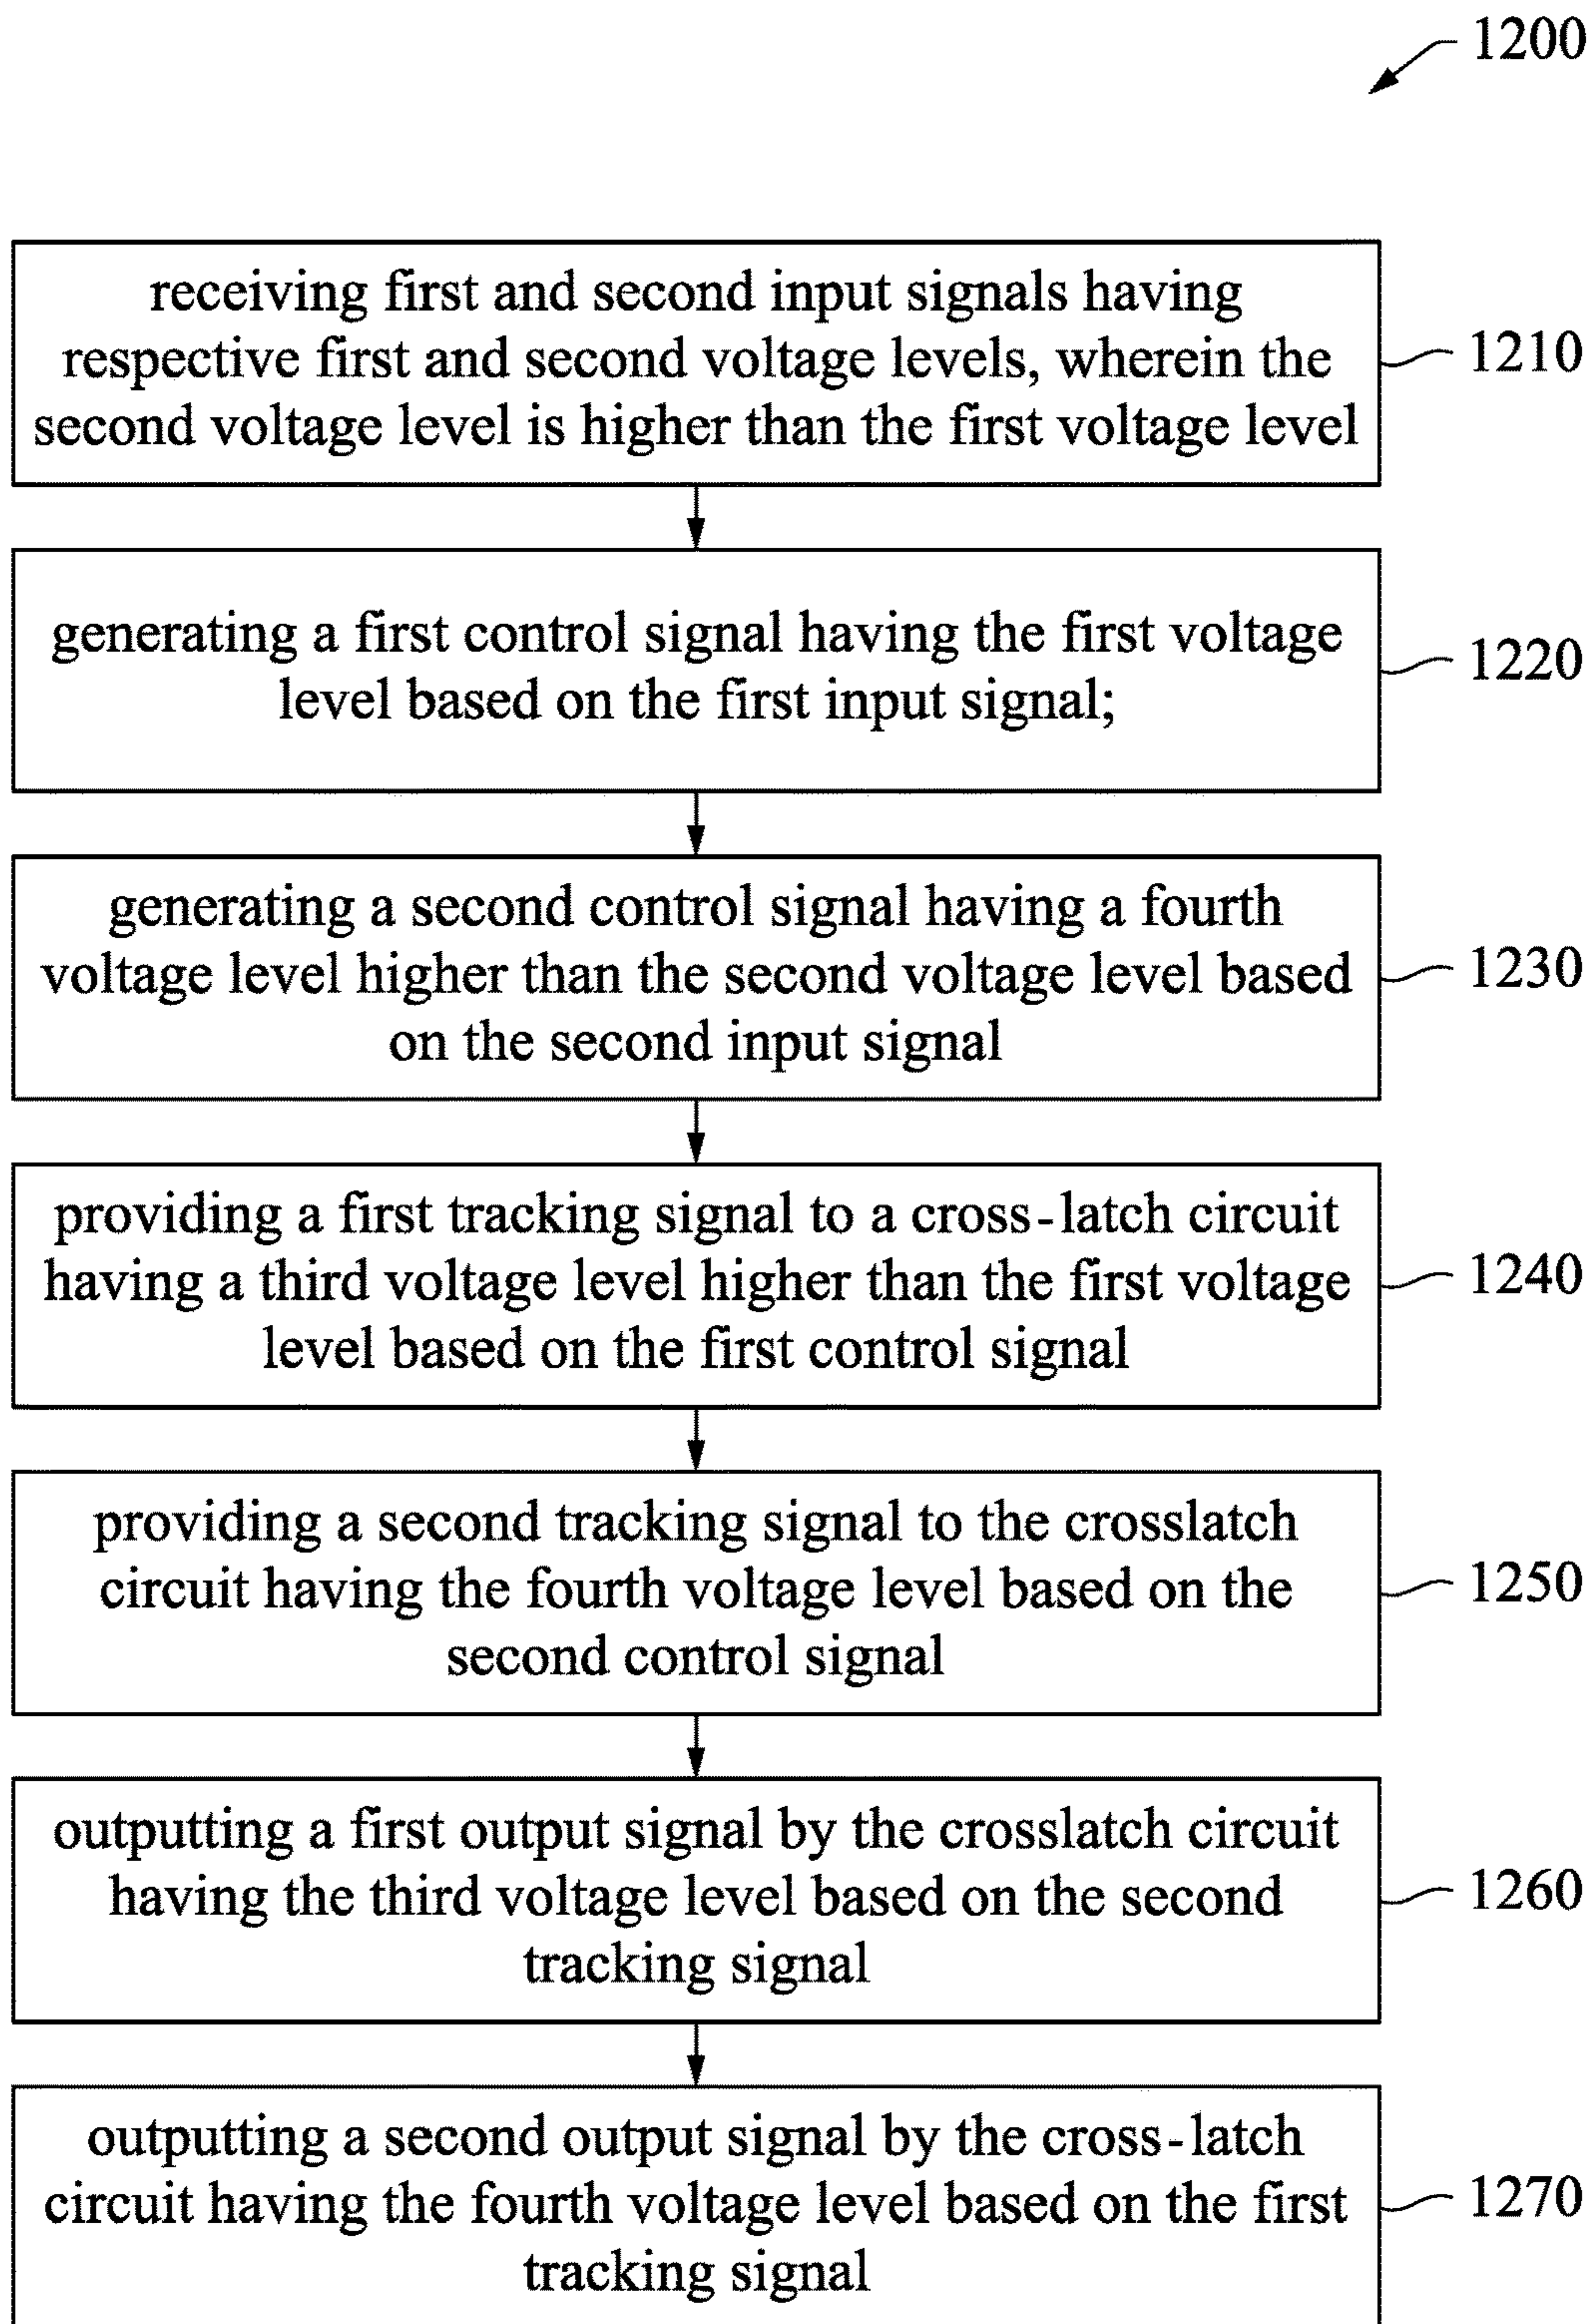 1200
receiving first and second input signals having
respective first and second voltage levels, wherein the
second voltage level is higher than the first voltage level
1210
generating a first control signal having the first voltage
level based on the first input signal;
1220
generating a second control signal having a fourth
voltage level higher than the second voltage level based
on the second input signal
1230
providing a first tracking signal to a cross-latch circuit
having a third voltage level higher than the first voltage
level based on the first control signal
1240
providing a second tracking signal to the crosslatch
circuit having the fourth voltage level based on the
second control signal
1250
outputting a first output signal by the crosslatch circuit
having the third voltage level based on the second
tracking signal
1260
outputting a second output signal by the cross-latch
circuit having the fourth voltage level based on the first
tracking signal
1270